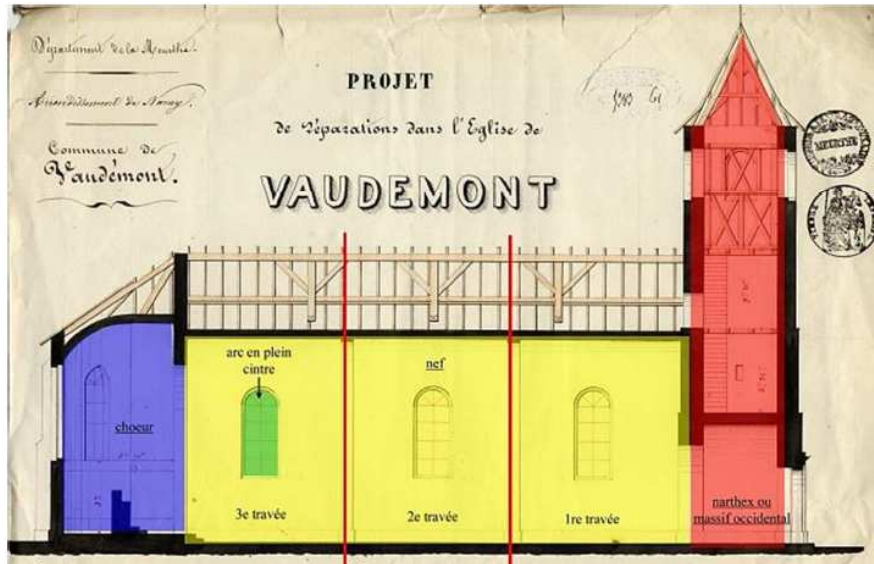 Département de la Meurthe.
Arrondissement de Nancy.
Commune de
Vaudémont.
PROJET
de Réparations dans l'Eglise de
VAUDEMONT
MEURTHE
arc en plein
cintre
nef
choeur
3e travée
2e travée
1re travée
narthex ou
massif occidental